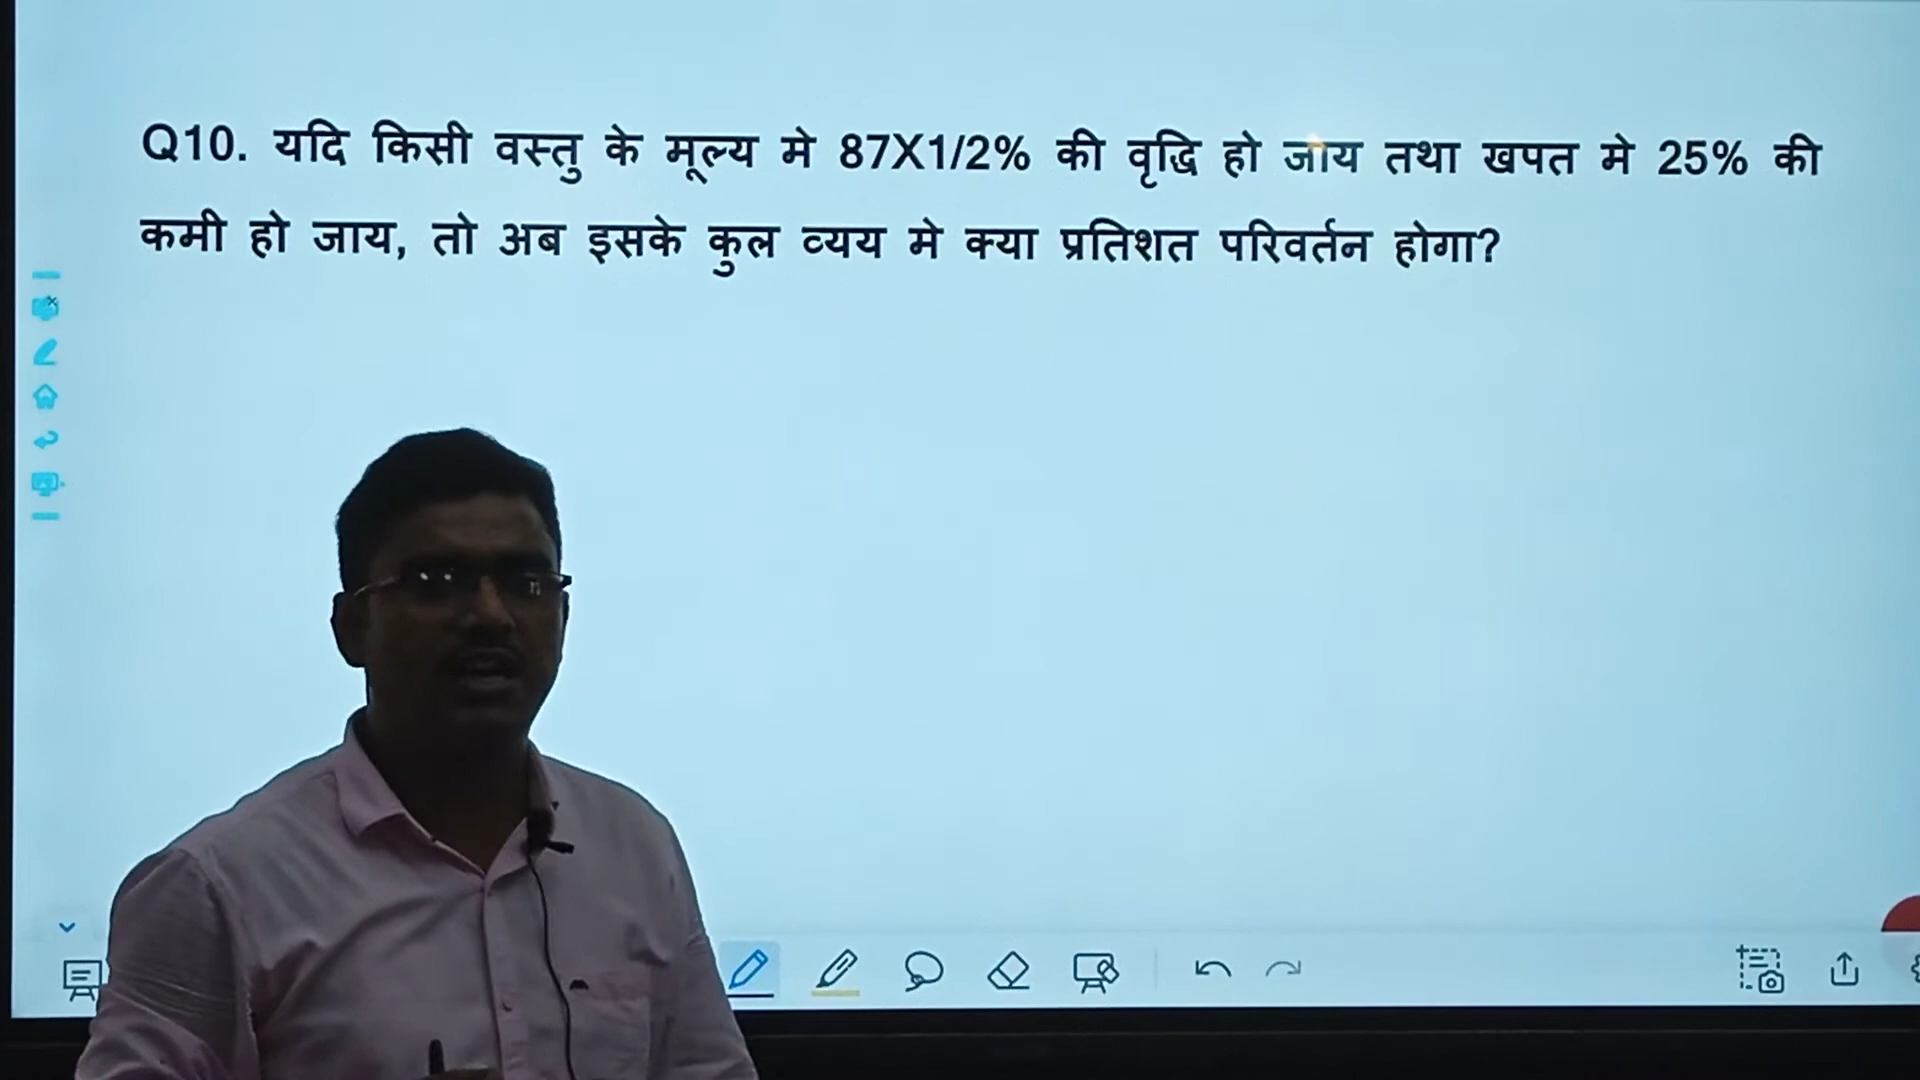 Q10. यदि किसी वस्तु के मूल्य मे 87X1/2% की वृद्धि हो जाय तथा खपत मे 25% की
कमी हो जाय, तो अब इसके कुल व्यय मे क्या प्रतिशत परिवर्तन होगा?